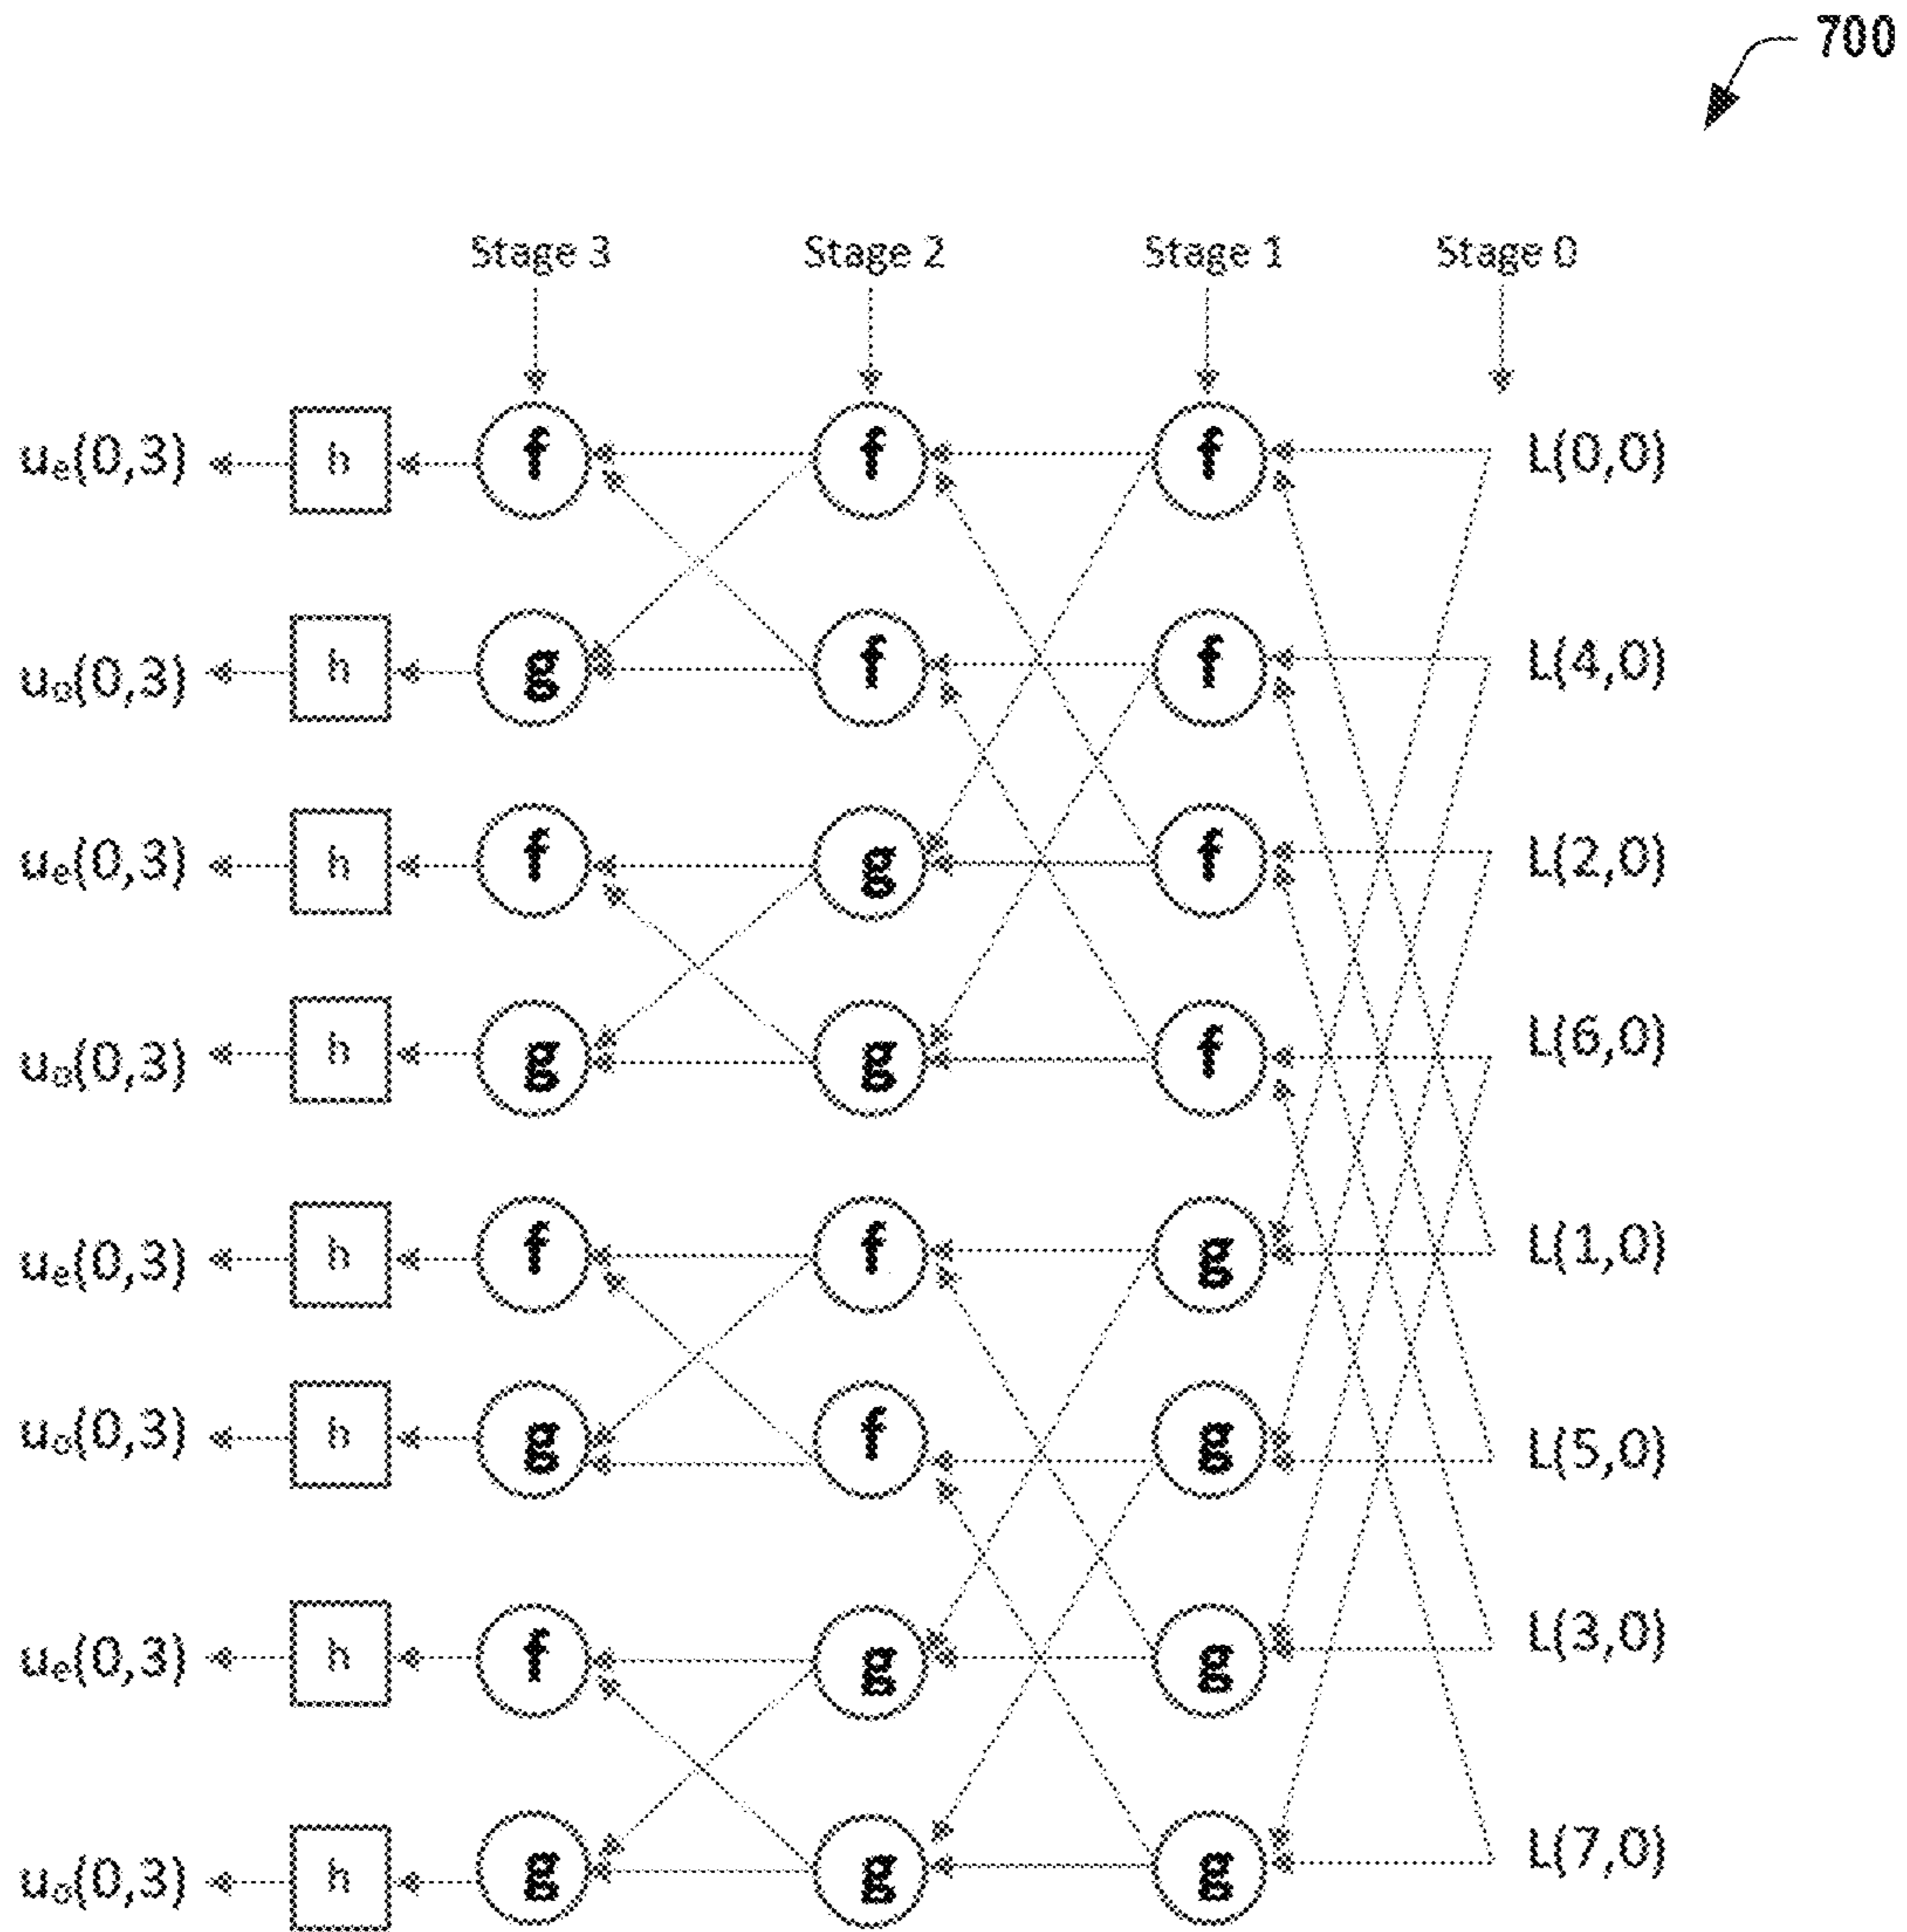 700
Stage 3 Stage 2 Stage 1 Stage 0
uₑ(0,3) h f f f L(0,0)
uₒ(0,3) h g f f L(4,0)
uₑ(0,3) h f g f L(2,0)
uₒ(0,3) h g g f L(6,0)
uₑ(0,3) h f f g L(1,0)
uₒ(0,3) h g f g L(5,0)
uₑ(0,3) h f g g L(3,0)
uₒ(0,3) h g g g L(7,0)